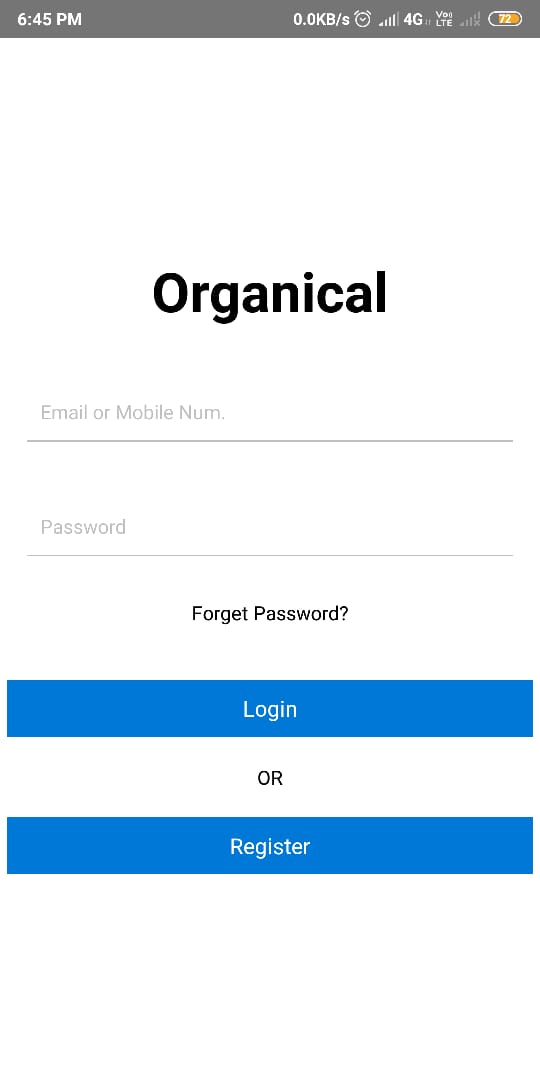 6:45 PM 0.0KB/s 4G Vo)) LTE 72
Organical
Email or Mobile Num.
Password
Forget Password?
Login
OR
Register